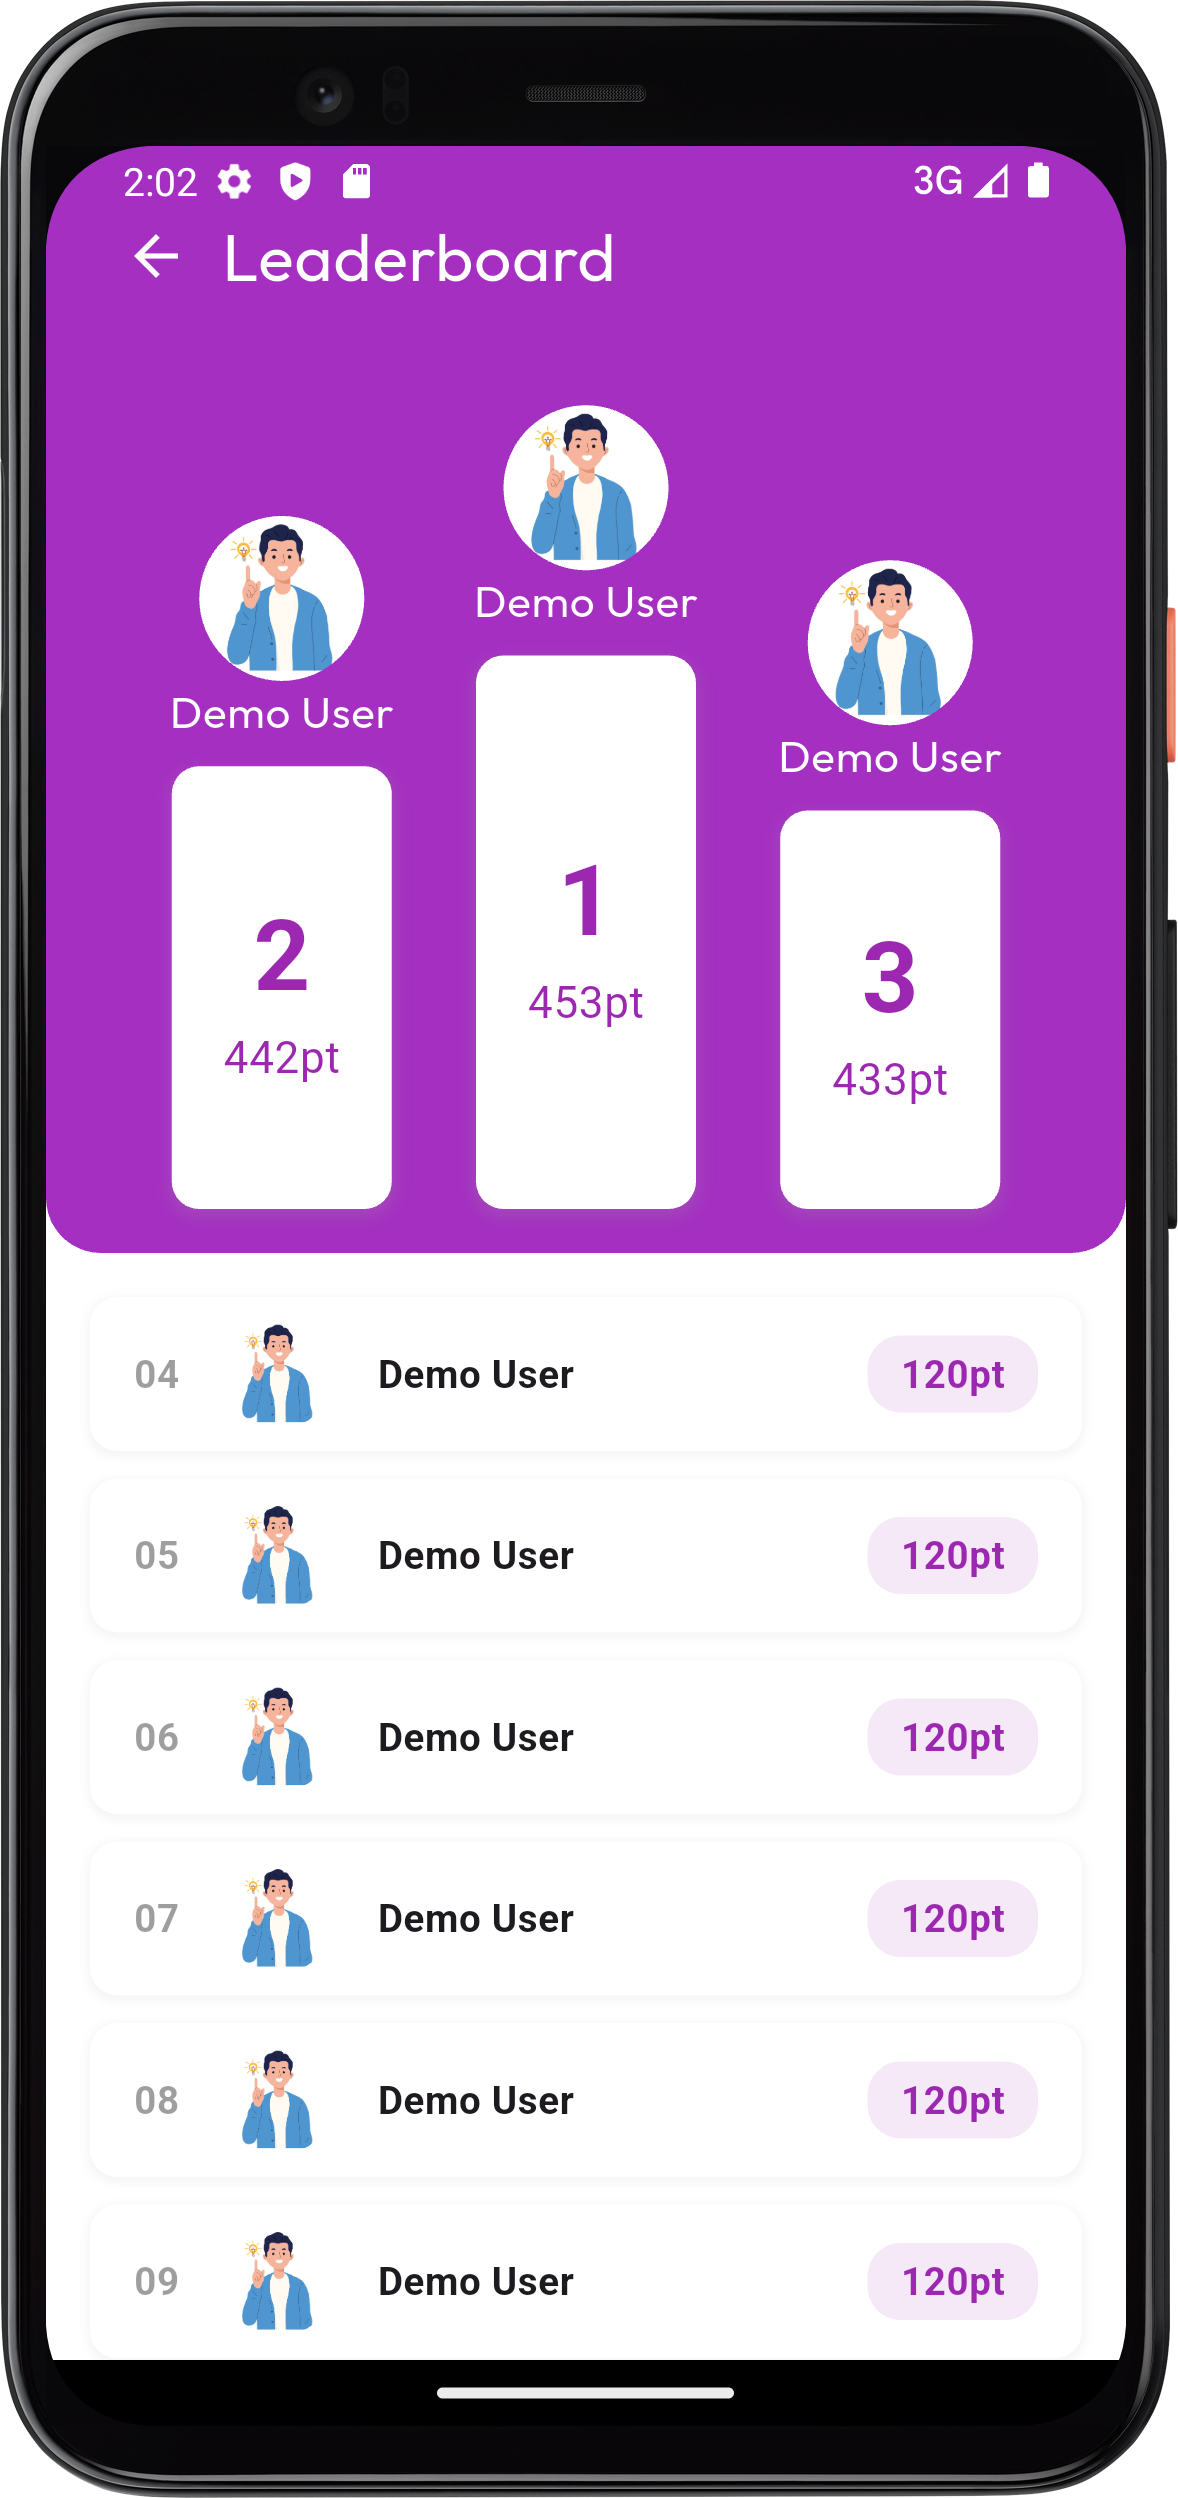 2:02 3G
Leaderboard
Demo User
Demo User
Demo User
1
453pt
2
442pt
3
433pt
04 Demo User 120pt
05 Demo User 120pt
06 Demo User 120pt
07 Demo User 120pt
08 Demo User 120pt
09 Demo User 120pt